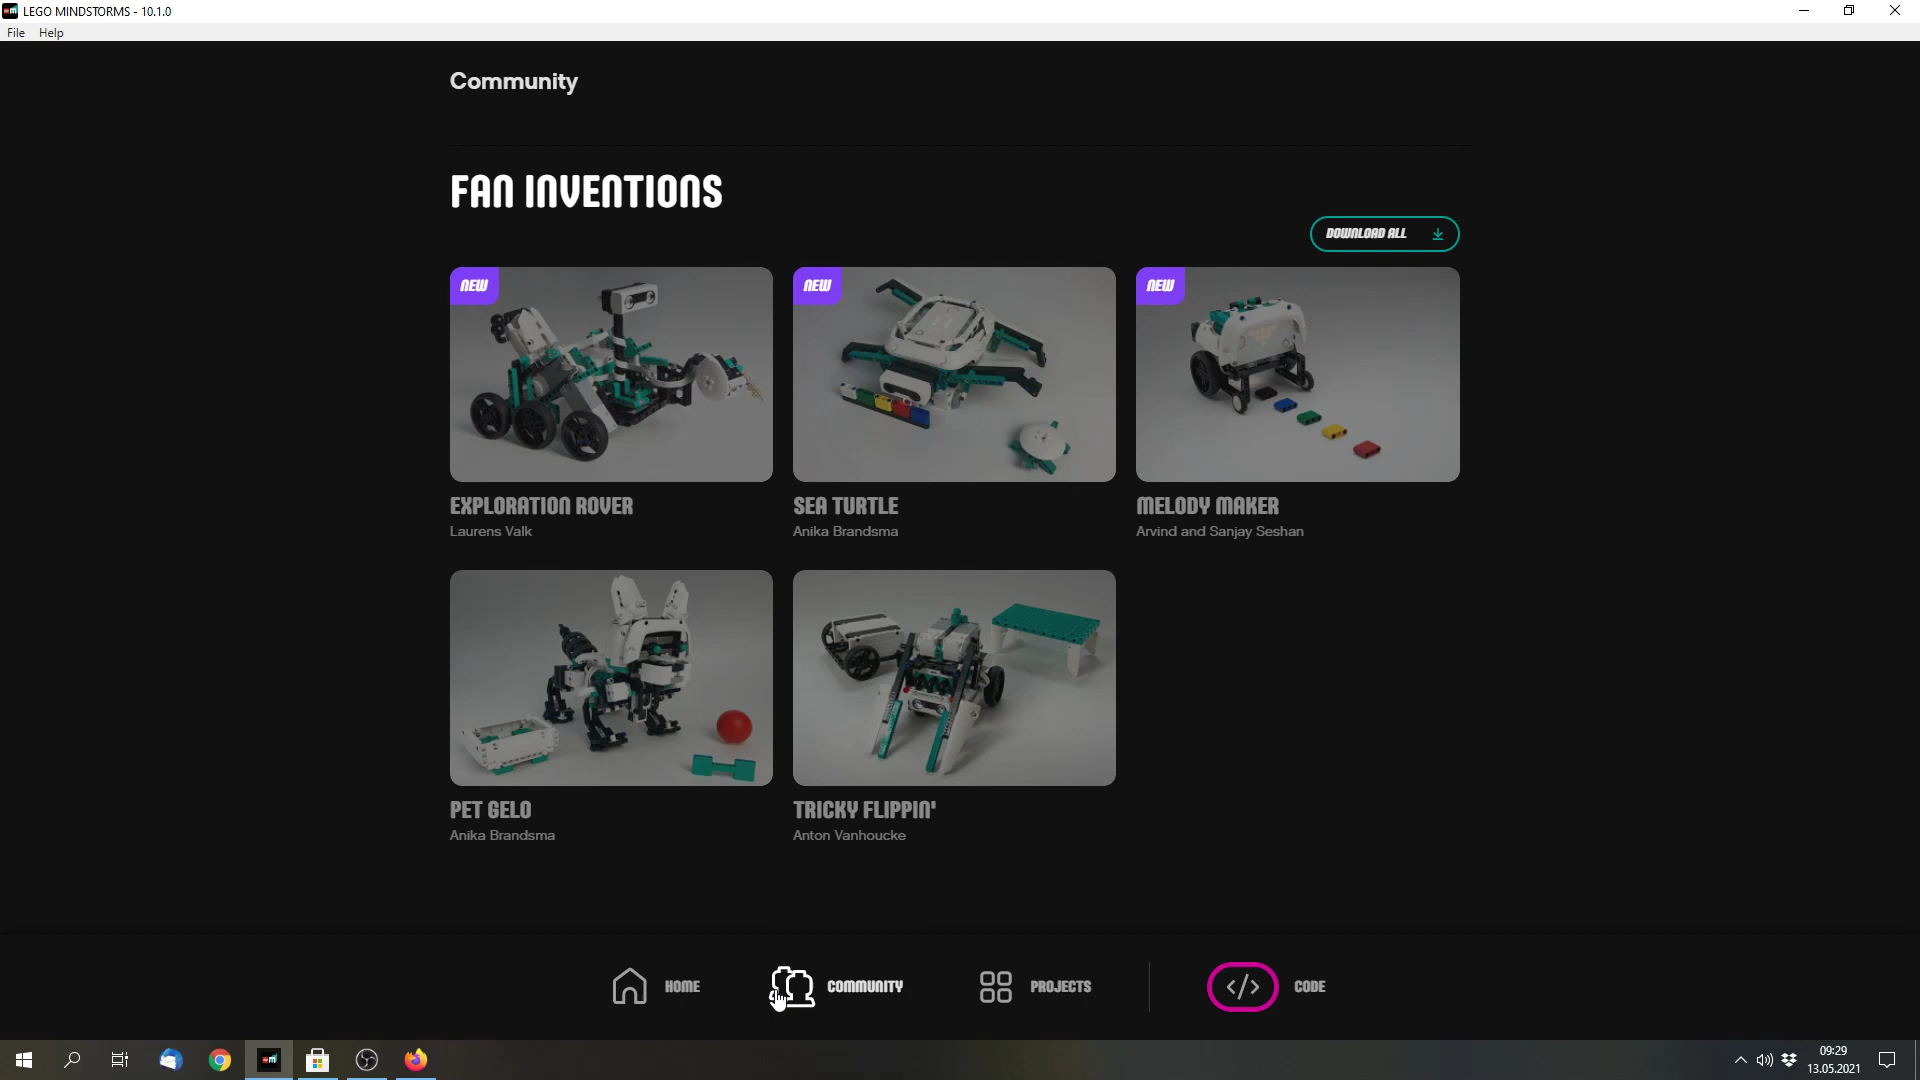 LEGO MINDSTORMS - 10.1.0
File Help
Community
FAN INVENTIONS
DOWNLOAD ALL
NEW
NEW
NEW
EXPLORATION ROVER
Laurens Valk
SEA TURTLE
Anika Brandsma
MELODY MAKER
Arvind and Sanjay Seshan
PET GELO
Anika Brandsma
TRICKY FLIPPIN'
Anton Vanhoucke
HOME
COMMUNITY
PROJECTS
</> CODE
09:29
13.05.2021